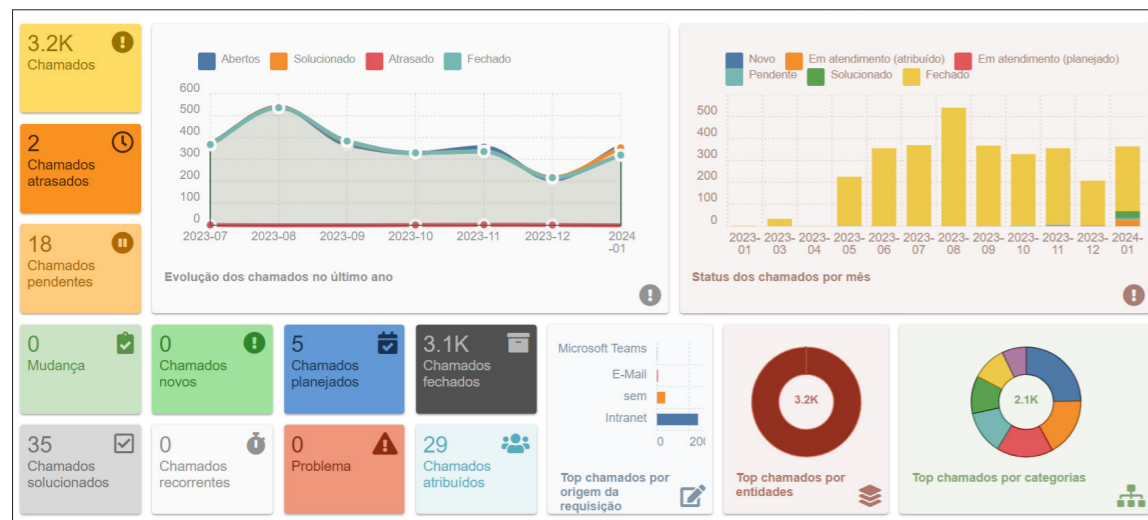 3.2K
Chamados
2
Chamados
atrasados
18
Chamados
pendentes
Abertos Solucionado Atrasado Fechado
600
500
400
300
200
100
0
2023-07 2023-08 2023-09 2023-10 2023-11 2023-12 2024
-01
Evolução dos chamados no último ano
Novo Em atendimento (atribuído) Em atendimento (planejado)
Pendente Solucionado Fechado
500
400
300
200
100
0
2023- 2023- 2023- 2023- 2023- 2023- 2023- 2023- 2023- 2023- 2023- 2024-
01 03 04 05 06 07 08 09 10 11 12 01
Status dos chamados por mês
0
Mudança
0
Chamados
novos
5
Chamados
planejados
3.1K
Chamados
fechados
35
Chamados
solucionados
0
Chamados
recorrentes
0
Problema
29
Chamados
atribuídos
Microsoft Teams
E-Mail
sem
Intranet
0 200
Top chamados por
origem da
requisição
3.2K
Top chamados por
entidades
2.1K
Top chamados por categorias